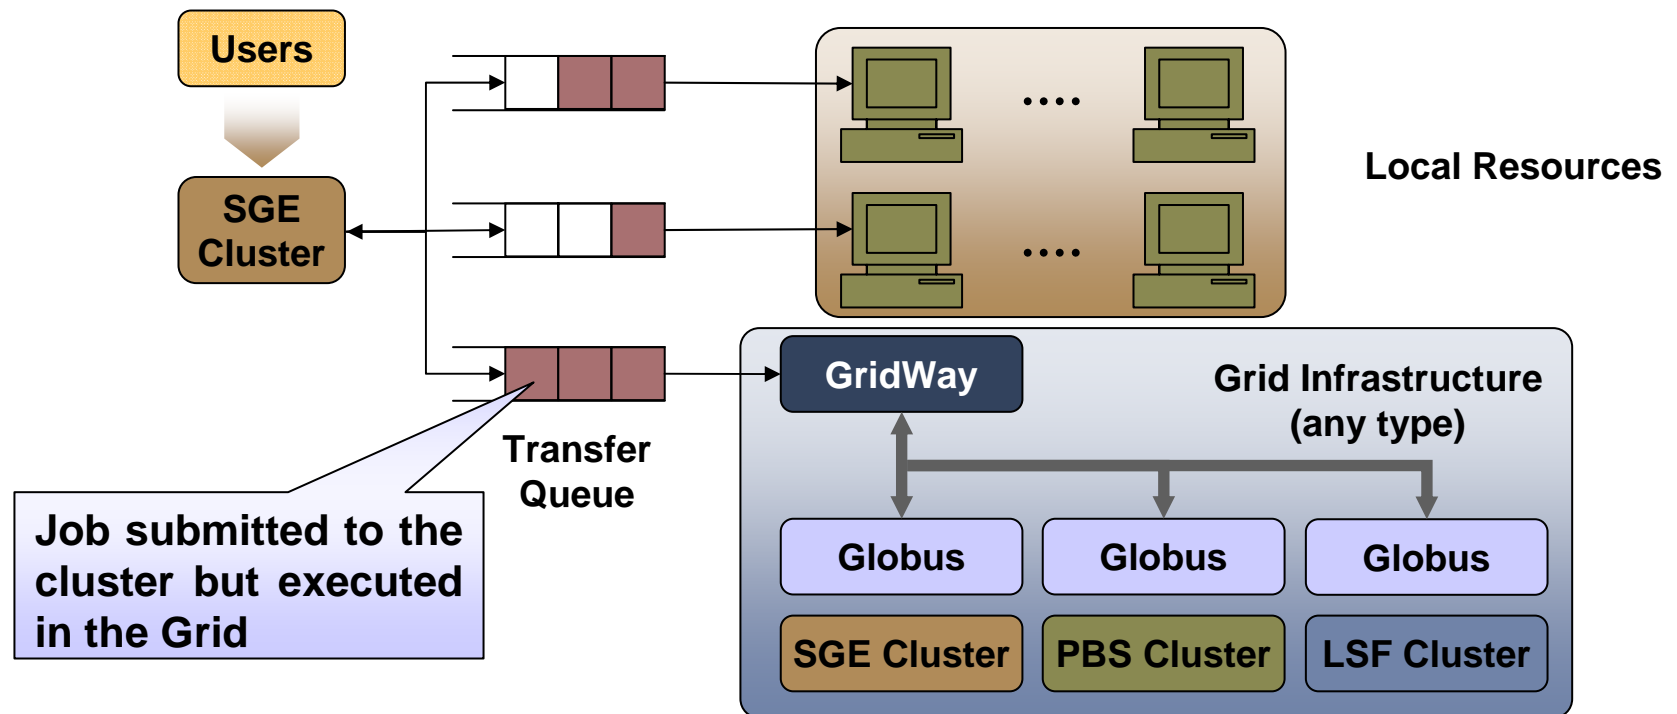 Users
SGE
Cluster
....
....
Local Resources
Transfer
Queue
Job submitted to the
cluster but executed
in the Grid
GridWay
Grid Infrastructure
(any type)
Globus
Globus
Globus
SGE Cluster
PBS Cluster
LSF Cluster